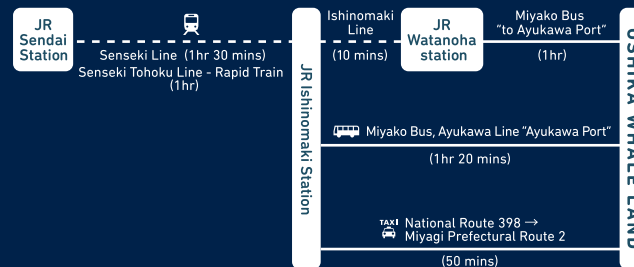 JR
Sendai
Station
Senseki Line (1hr 30 mins)
Senseki Tohoku Line - Rapid Train
(1hr)
JR Ishinomaki Station
Ishinomaki
Line
(10 mins)
JR
Watanoha
station
Miyako Bus
“to Ayukawa Port”
(1hr)
Miyako Bus, Ayukawa Line “Ayukawa Port”
(1hr 20 mins)
TAXI
National Route 398 →
Miyagi Prefectural Route 2
(50 mins)
OSHIKA WHALE LAND